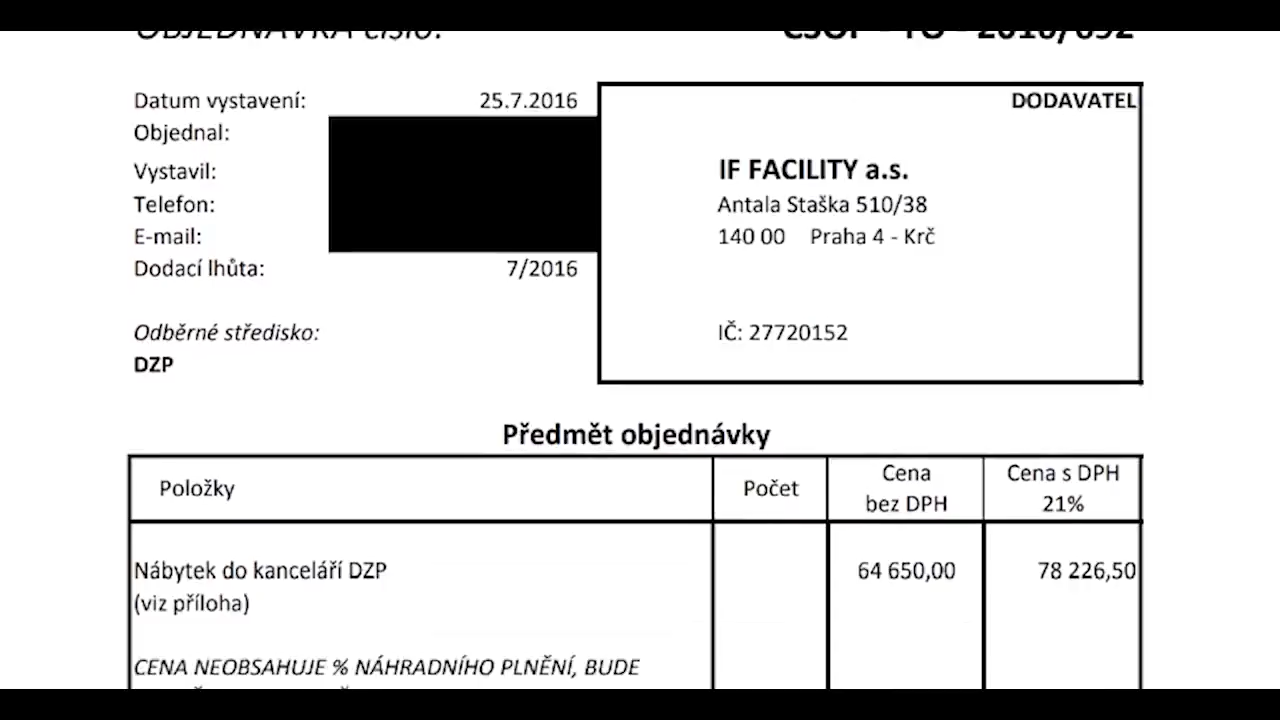 OBJEDNÁVKA číslo:
Datum vystavení: 25.7.2016
Objednal:
Vystavil:
Telefon:
E-mail:
Dodací lhůta: 7/2016
Odběrné středisko:
DZP
DODAVATEL
IF FACILITY a.s.
Antala Staška 510/38
140 00 Praha 4 - Krč
IČ: 27720152
Předmět objednávky
Položky
Počet
Cena
bez DPH
Cena s DPH
21%
Nábytek do kanceláří DZP 64 650,00 78 226,50
(viz příloha)
CENA NEOBSAHUJE % NÁHRADNÍHO PLNĚNÍ, BUDE